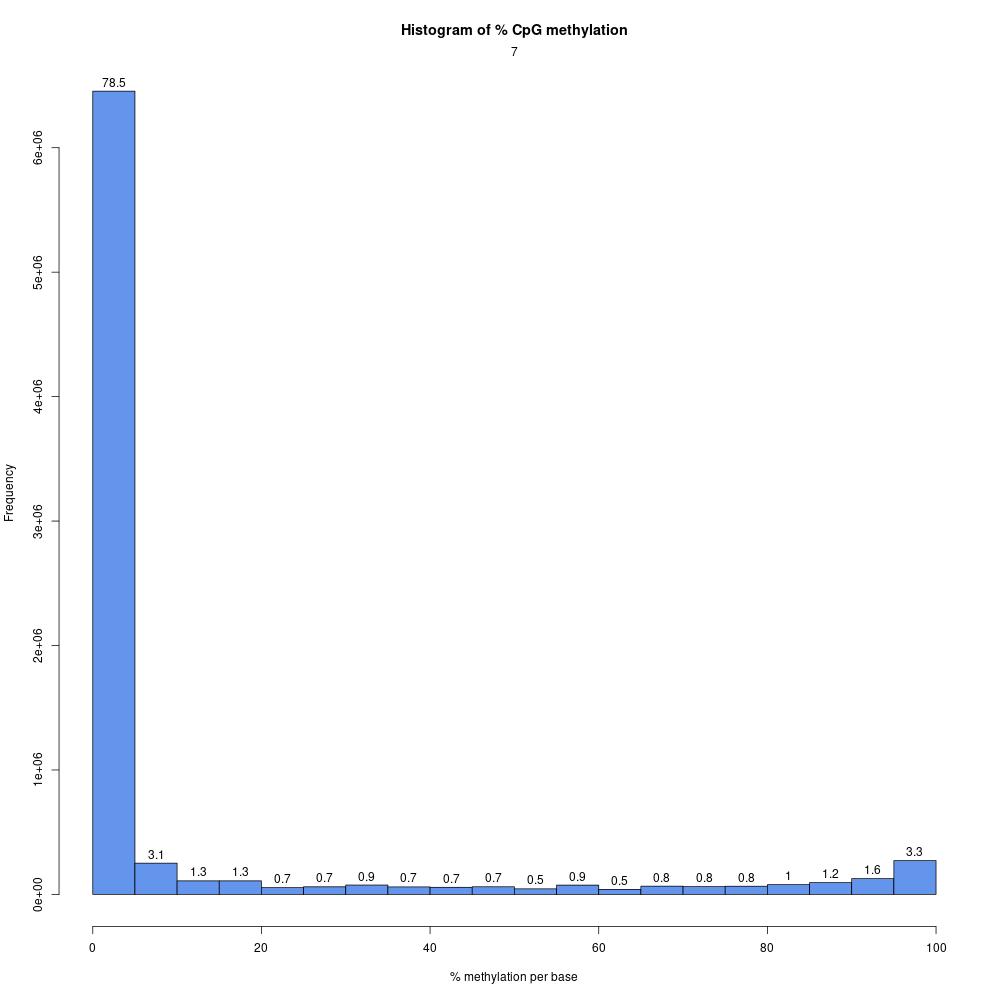 Histogram of % CpG methylation
7
78.5
3.1
1.3
1.3
0.7
0.7
0.9
0.7
0.7
0.7
0.5
0.9
0.5
0.8
0.8
0.8
1
1.2
1.6
3.3
Frequency
6e+06
5e+06
4e+06
3e+06
2e+06
1e+06
0e+00
0 20 40 60 80 100
% methylation per base